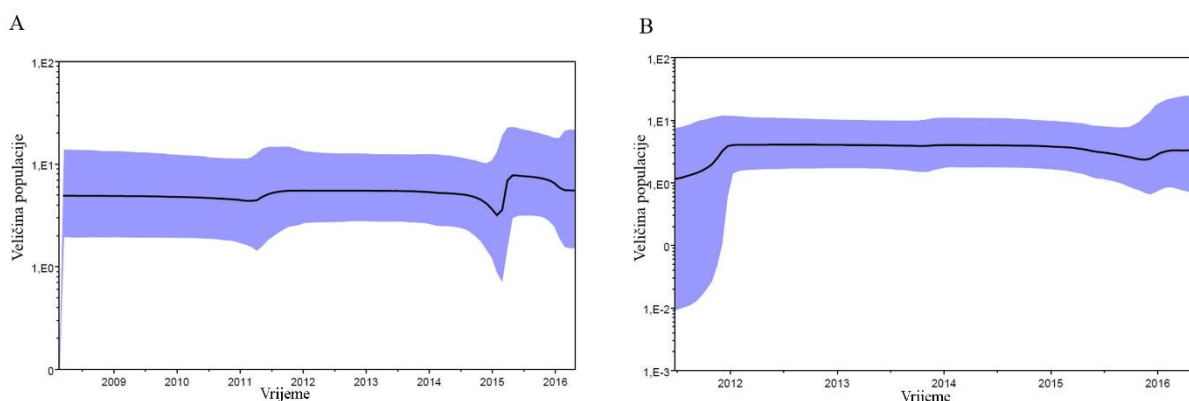 A
Veličina populacije
1,E2
1,E1
1,E0
0
2009 2010 2011 2012 2013 2014 2015 2016
Vrijeme
B
Veličina populacije
1,E2
1,E1
4,E0
0
1,E-2
1,E-3
2012 2013 2014 2015 2016
Vrijeme